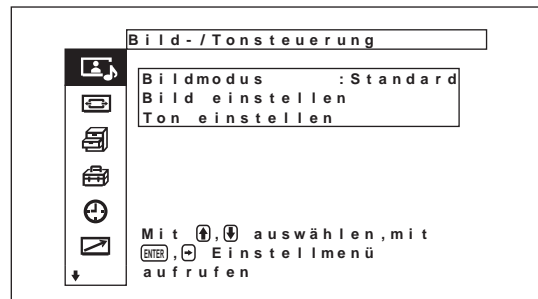 Bild-/Tonsteuerung
Bildmodus :Standard
Bild einstellen
Ton einstellen
Mit ↑,↓ auswählen,mit
ENTER,→ Einstellmenü
aufrufen